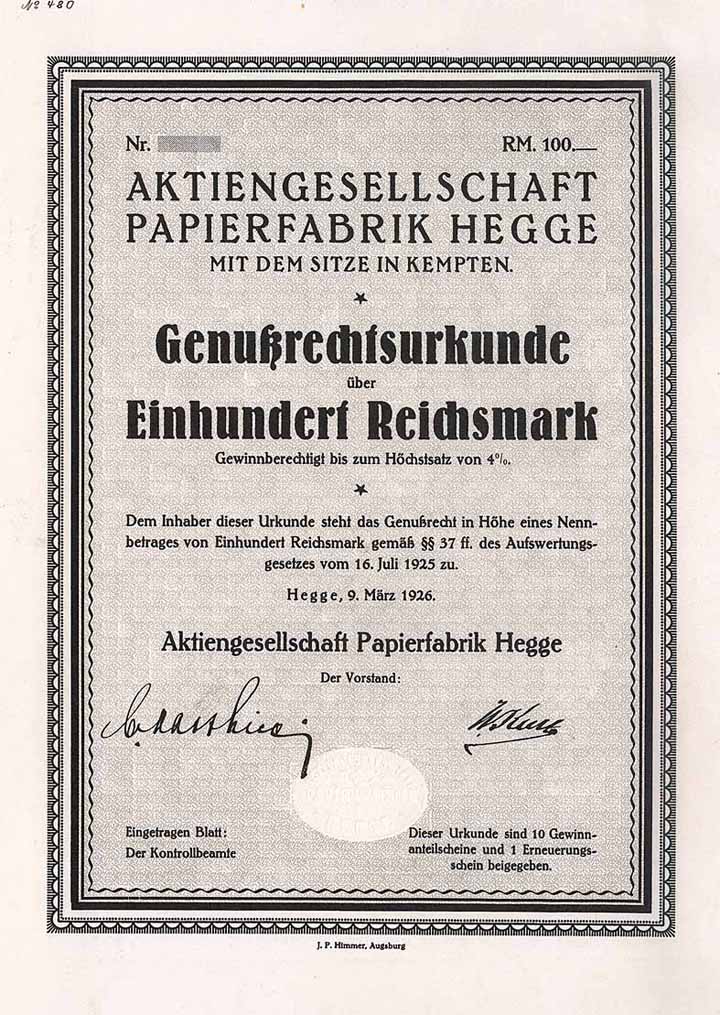 № 480
Nr.
RM. 100.—
AKTIENGESELLSCHAFT
PAPIERFABRIK HEGGE
MIT DEM SITZE IN KEMPTEN.
Genußrechtsurkunde
über
Einhundert Reichsmark
Gewinnberechtigt bis zum Höchstsatz von 4%.
Dem Inhaber dieser Urkunde steht das Genußrecht in Höhe eines Nenn-
betrages von Einhundert Reichsmark gemäß §§ 37 ff. des Aufswertungs-
gesetzes vom 16. Juli 1925 zu.
Hegge, 9. März 1926.
Aktiengesellschaft Papierfabrik Hegge
Der Vorstand:
Eingetragen Blatt:
Der Kontrollbeamte
Dieser Urkunde sind 10 Gewinn-
anteilscheine und 1 Erneuerungs-
schein beigegeben.
J. P. Himmer, Augsburg